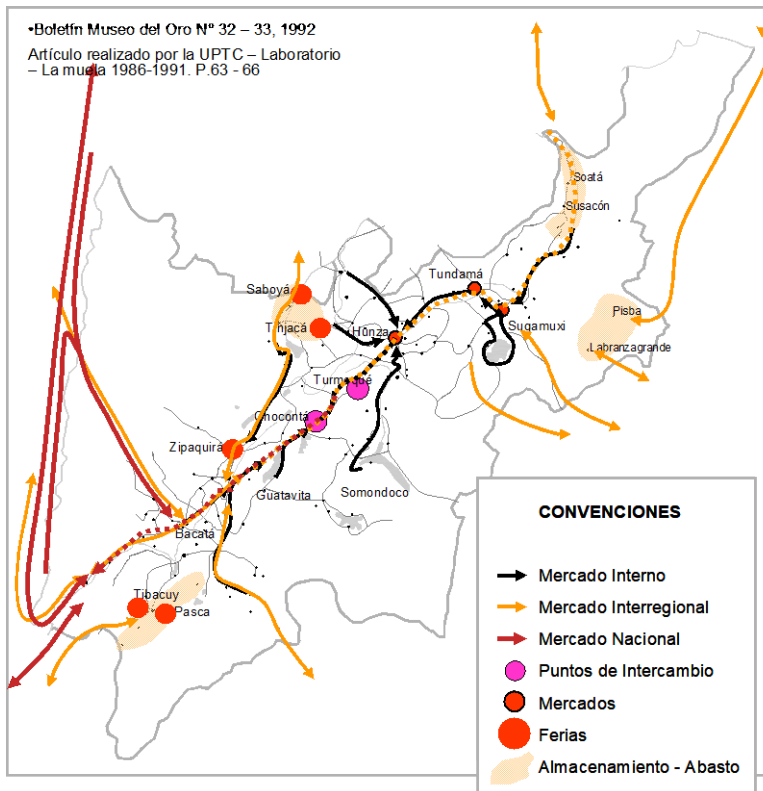 •Boletín Museo del Oro Nº 32 – 33, 1992
Artículo realizado por la UPTC – Laboratorio
– La muela 1986-1991. P.63 - 66
Soatá
Susacón
Tundamá
Saboyá
Pisba
Sugamuxi
Tinjacá
Hunza
Labranzagrande
Turmequé
Chocontá
Zipaquirá
Guatavita
Somondoco
Bacatá
Tibacuy
Pasca
CONVENCIONES
Mercado Interno
Mercado Interregional
Mercado Nacional
Puntos de Intercambio
Mercados
Ferias
Almacenamiento - Abasto